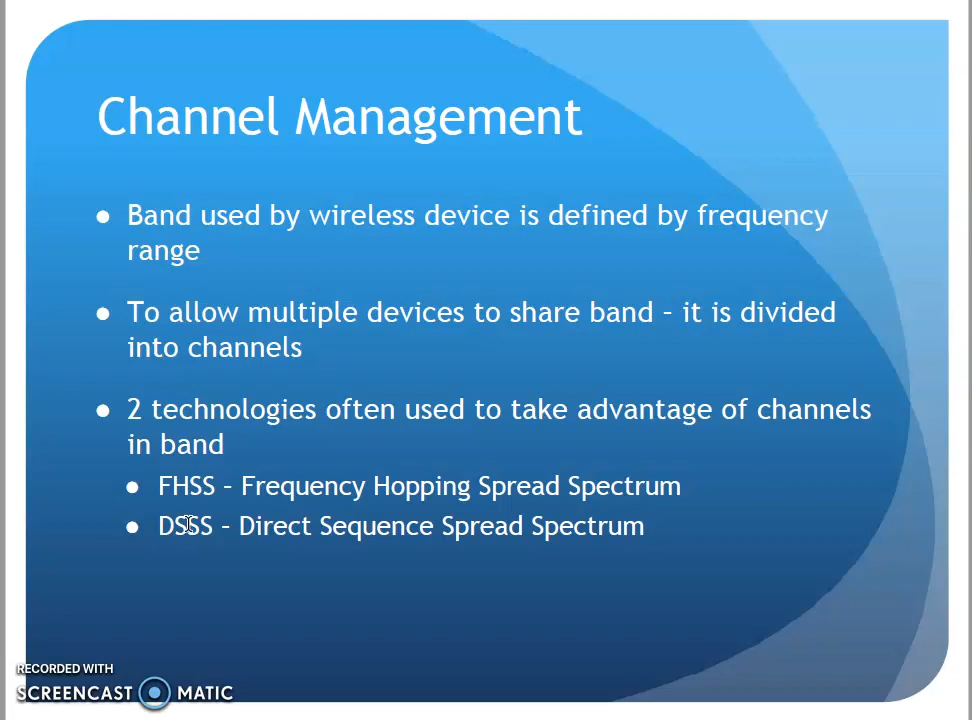 Channel Management
● Band used by wireless device is defined by frequency
range
● To allow multiple devices to share band – it is divided
into channels
● 2 technologies often used to take advantage of channels
in band
● FHSS – Frequency Hopping Spread Spectrum
● DSSS – Direct Sequence Spread Spectrum
RECORDED WITH
SCREENCAST MATIC